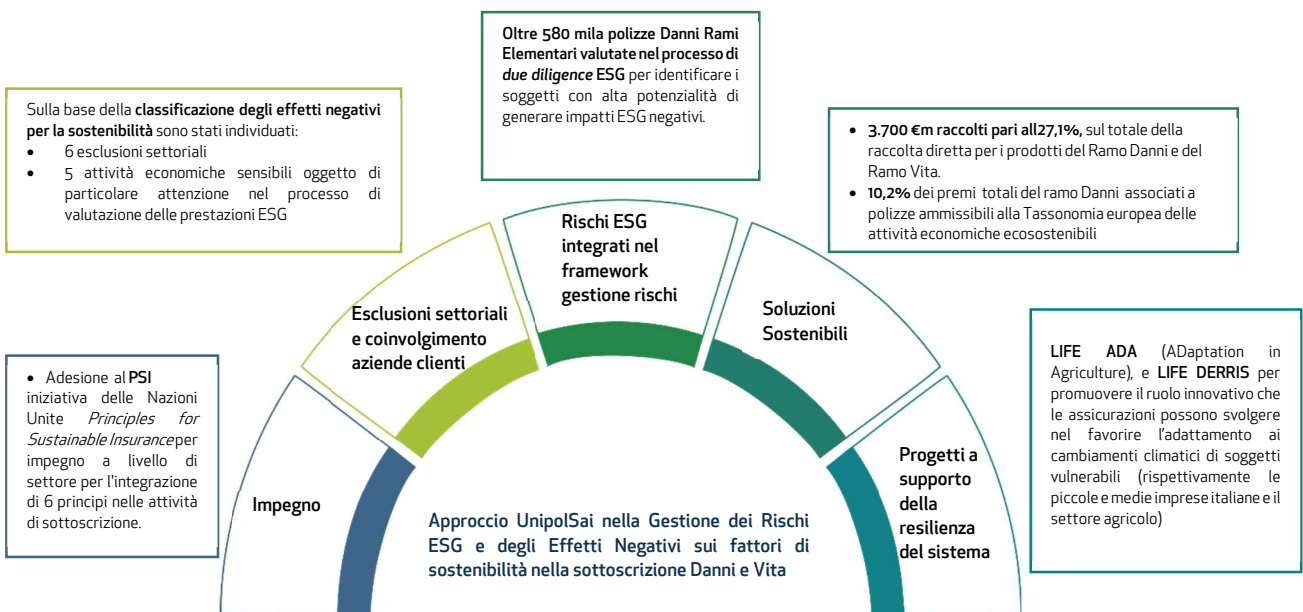 Oltre 580 mila polizze Danni Rami
Elementari valutate nel processo di
due diligence ESG per identificare i
soggetti con alta potenzialità di
generare impatti ESG negativi.
Sulla base della classificazione degli effetti negativi
per la sostenibilità sono stati individuati:
• 6 esclusioni settoriali
• 5 attività economiche sensibili oggetto di
particolare attenzione nel processo di
valutazione delle prestazioni ESG
• 3.700 €m raccolti pari all27,1%, sul totale della
raccolta diretta per i prodotti del Ramo Danni e del
Ramo Vita.
• 10,2% dei premi totali del ramo Danni associati a
polizze ammissibili alla Tassonomia europea delle
attività economiche ecosostenibili
• Adesione al PSI
iniziativa delle Nazioni
Unite Principles for
Sustainable Insurance per
impegno a livello di
settore per l'integrazione
di 6 principi nelle attività
di sottoscrizione.
Impegno
Esclusioni settoriali
e coinvolgimento
aziende clienti
Rischi ESG
integrati nel
framework
gestione rischi
Soluzioni
Sostenibili
Progetti a
supporto
della
resilienza
del sistema
LIFE ADA (ADaptation in
Agriculture), e LIFE DERRIS per
promuovere il ruolo innovativo che
le assicurazioni possono svolgere
nel favorire l'adattamento ai
cambiamenti climatici di soggetti
vulnerabili (rispettivamente le
piccole e medie imprese italiane e il
settore agricolo)
Approccio UnipolSai nella Gestione dei Rischi
ESG e degli Effetti Negativi sui fattori di
sostenibilità nella sottoscrizione Danni e Vita